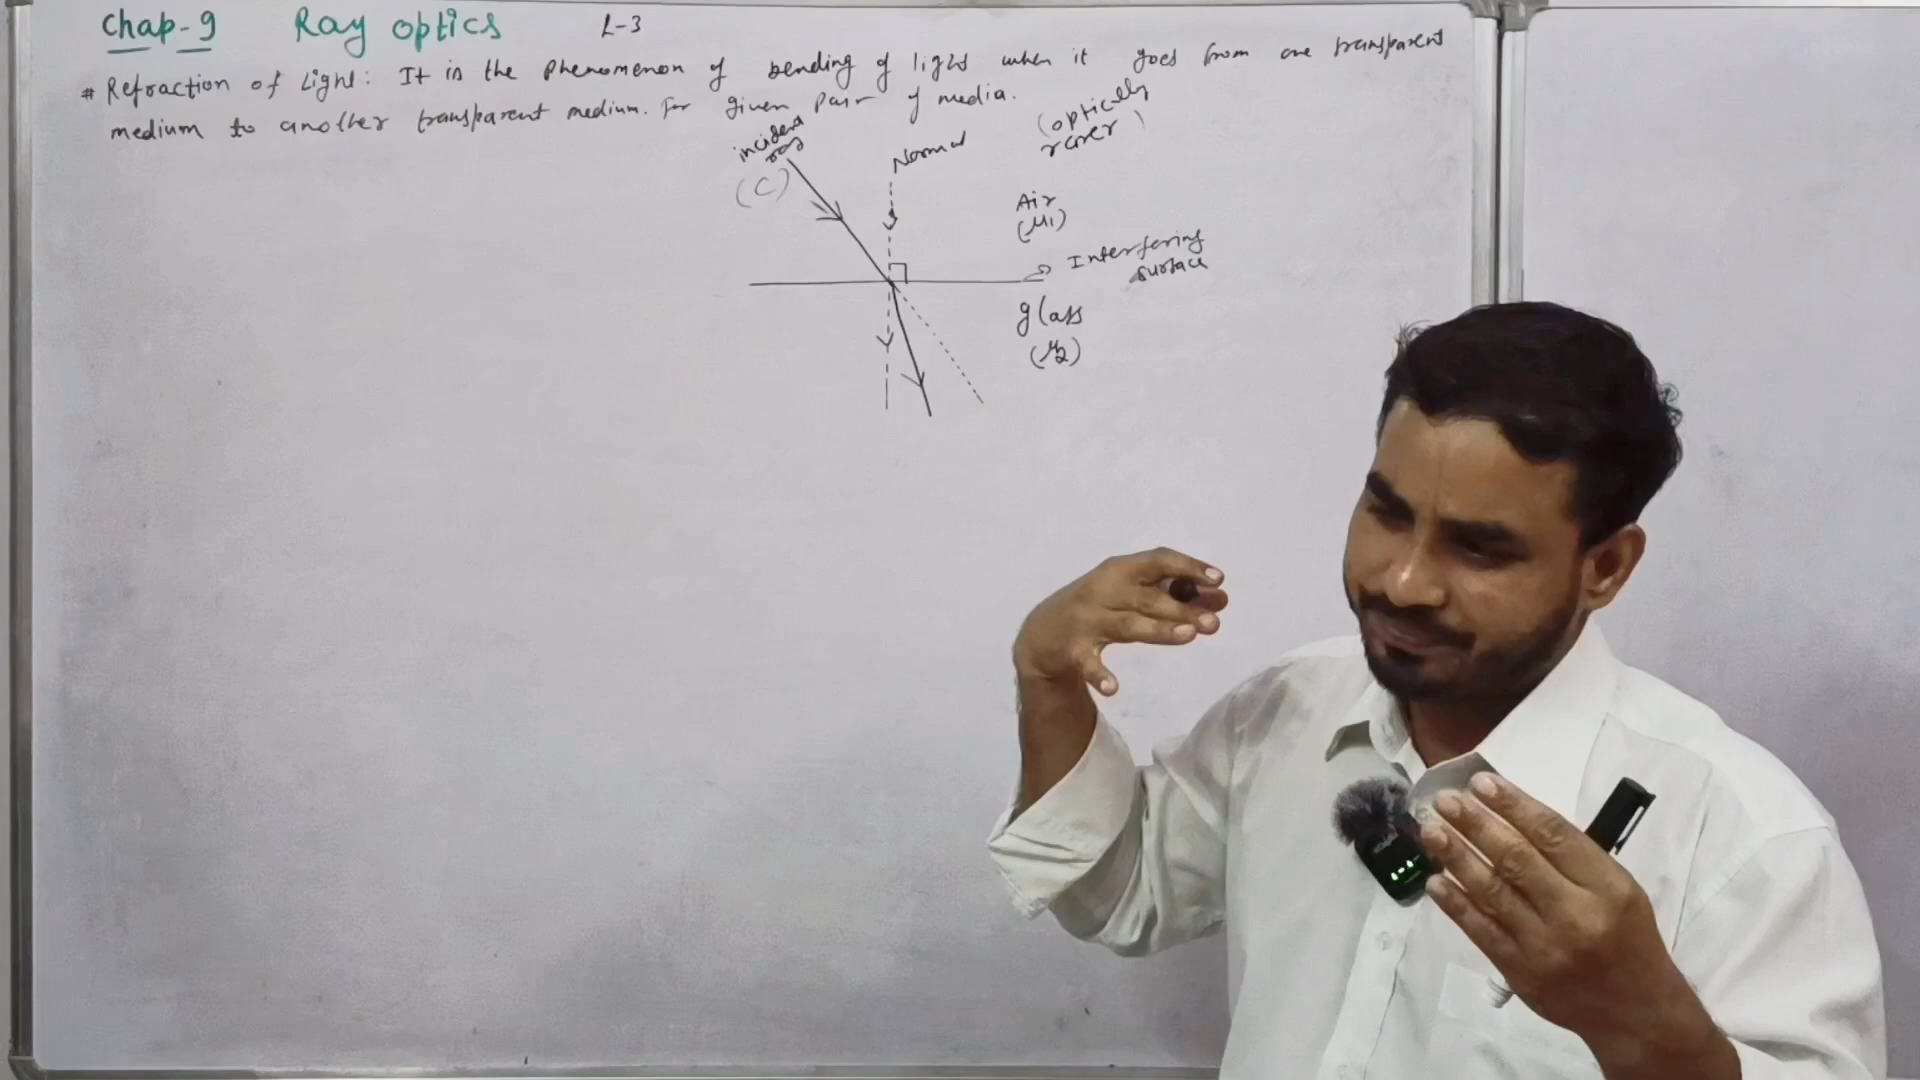 Chap-9 Ray optics L-3
# Refraction of Light: It is the phenomenon of bending of light when it goes from one transparent
medium to another transparent medium. For given pair of media.
incident
ray
(C)
Normal
(optically
rarer)
Air
(μ1)
Interfering
surface
glass
(μ2)